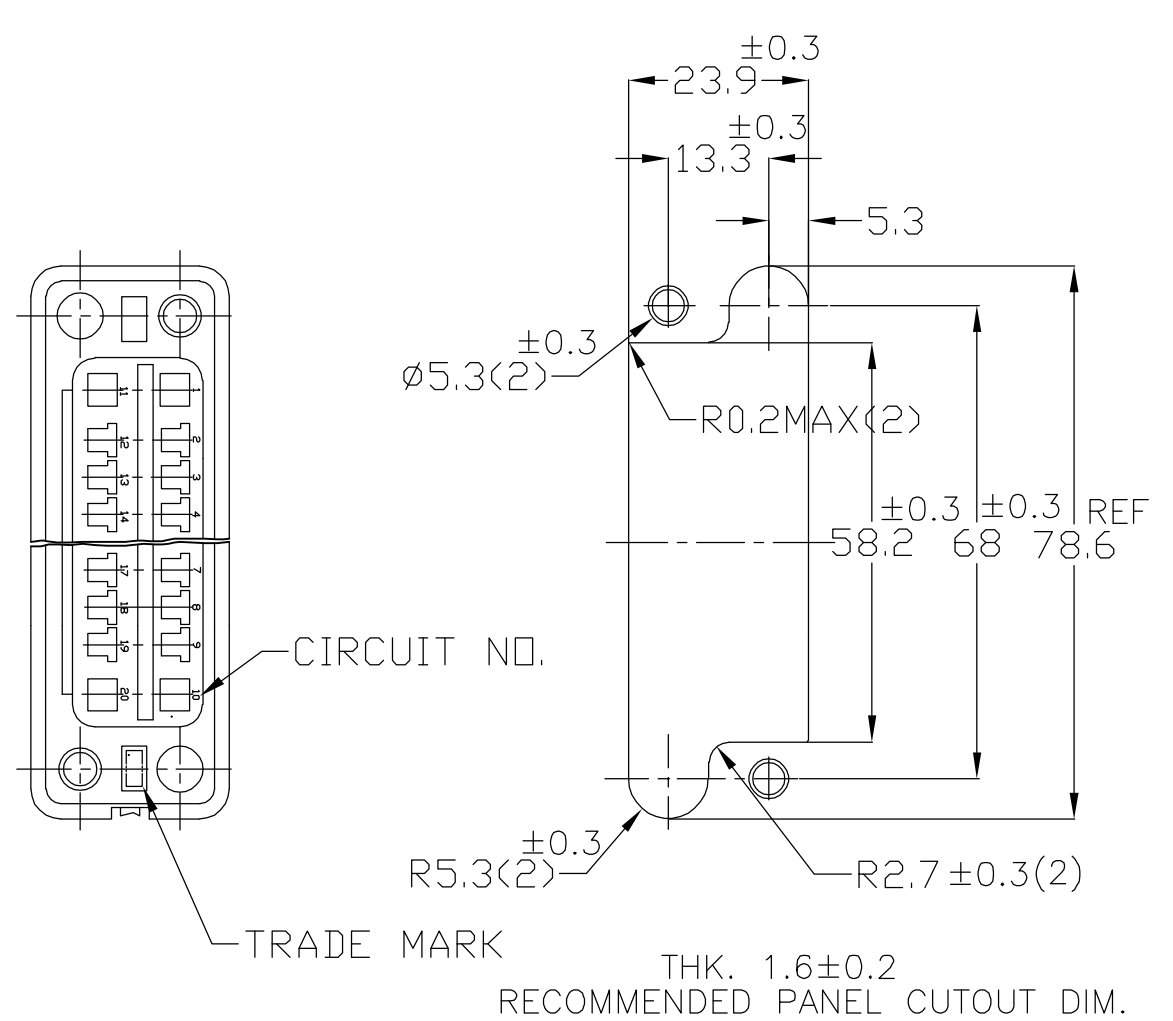 ±0.3
23.9
±0.3
13.3
5.3
±0.3
Ø5.3(2)
R0.2MAX(2)
±0.3 ±0.3 REF
58.2 68 78.6
11 1
12 2
13 3
14 4
17 7
18 8
19 9
20 10
CIRCUIT NO.
±0.3
R5.3(2)
R2.7±0.3(2)
TRADE MARK
THK. 1.6±0.2
RECOMMENDED PANEL CUTOUT DIM.